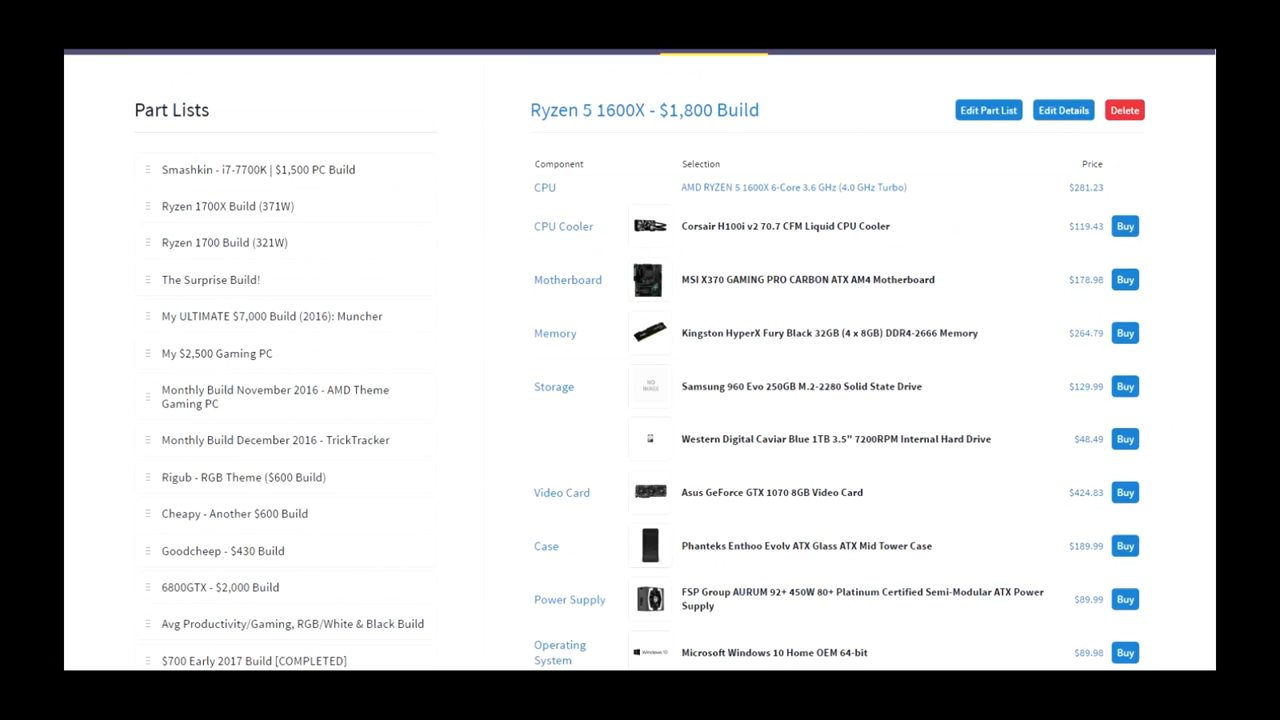 Part Lists
Smashkin - i7-7700K | $1,500 PC Build
Ryzen 1700X Build (371W)
Ryzen 1700 Build (321W)
The Surprise Build!
My ULTIMATE $7,000 Build (2016): Muncher
My $2,500 Gaming PC
Monthly Build November 2016 - AMD Theme
Gaming PC
Monthly Build December 2016 - TrickTracker
Rigub - RGB Theme ($600 Build)
Cheapy - Another $600 Build
Goodcheep - $430 Build
6800GTX - $2,000 Build
Avg Productivity/Gaming, RGB/White & Black Build
$700 Early 2017 Build [COMPLETED]
Ryzen 5 1600X - $1,800 Build
Edit Part List Edit Details Delete
Component Selection Price
CPU AMD RYZEN 5 1600X 6-Core 3.6 GHz (4.0 GHz Turbo) $281.23
CPU Cooler Corsair H100i v2 70.7 CFM Liquid CPU Cooler $119.43 Buy
Motherboard MSI X370 GAMING PRO CARBON ATX AM4 Motherboard $178.98 Buy
Memory Kingston HyperX Fury Black 32GB (4 x 8GB) DDR4-2666 Memory $264.79 Buy
Storage NO IMAGE Samsung 960 Evo 250GB M.2-2280 Solid State Drive $129.99 Buy
Western Digital Caviar Blue 1TB 3.5" 7200RPM Internal Hard Drive $48.49 Buy
Video Card Asus GeForce GTX 1070 8GB Video Card $424.83 Buy
Case Phanteks Enthoo Evolv ATX Glass ATX Mid Tower Case $189.99 Buy
Power Supply FSP Group AURUM 92+ 450W 80+ Platinum Certified Semi-Modular ATX Power
Supply $89.99 Buy
Operating
System Windows 10 Microsoft Windows 10 Home OEM 64-bit $89.98 Buy